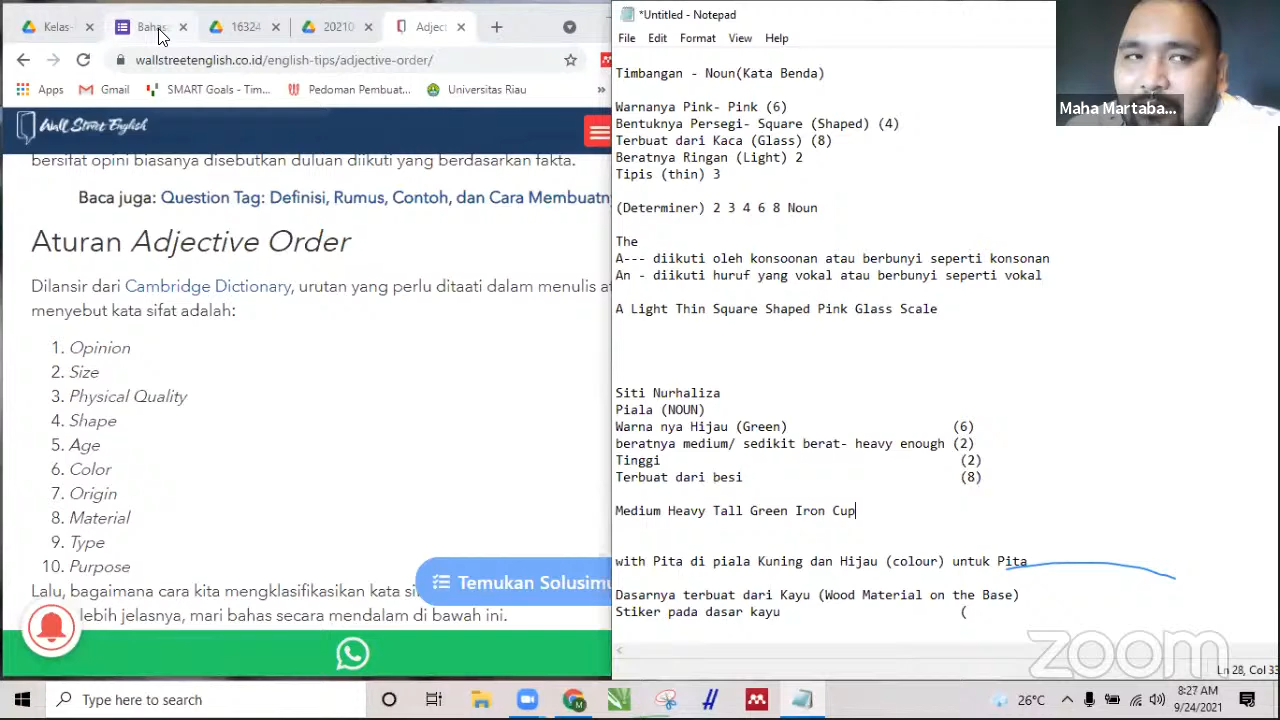 Kelas-
Bahas
16324
20210
Adject
wallstreetenglish.co.id/english-tips/adjective-order/
Apps
Gmail
SMART Goals - Tim...
Pedoman Pembuat...
Universitas Riau
»
Wall Street English
bersifat opini biasanya disebutkan duluan diikuti yang berdasarkan fakta.
Baca juga: Question Tag: Definisi, Rumus, Contoh, dan Cara Membuatn
Aturan Adjective Order
Dilansir dari Cambridge Dictionary, urutan yang perlu ditaati dalam menulis at
menyebut kata sifat adalah:
1. Opinion
2. Size
3. Physical Quality
4. Shape
5. Age
6. Color
7. Origin
8. Material
9. Type
10. Purpose
Lalu, bagaimana cara kita mengklasifikasikan kata si
lebih jelasnya, mari bahas secara mendalam di bawah ini.
Temukan Solusimu
*Untitled - Notepad
File Edit Format View Help
Timbangan - Noun(Kata Benda)
Warnanya Pink- Pink (6)
Bentuknya Persegi- Square (Shaped) (4)
Terbuat dari Kaca (Glass) (8)
Beratnya Ringan (Light) 2
Tipis (thin) 3
(Determiner) 2 3 4 6 8 Noun
The
A--- diikuti oleh konsoonan atau berbunyi seperti konsonan
An - diikuti huruf yang vokal atau berbunyi seperti vokal
A Light Thin Square Shaped Pink Glass Scale
Siti Nurhaliza
Piala (NOUN)
Warna nya Hijau (Green) (6)
beratnya medium/ sedikit berat- heavy enough (2)
Tinggi (2)
Terbuat dari besi (8)
Medium Heavy Tall Green Iron Cup
with Pita di piala Kuning dan Hijau (colour) untuk Pita
Dasarnya terbuat dari Kayu (Wood Material on the Base)
Stiker pada dasar kayu (
Ln 28, Col 33
Maha Martaba...
zoom
Type here to search
26°C
8:27 AM
9/24/2021